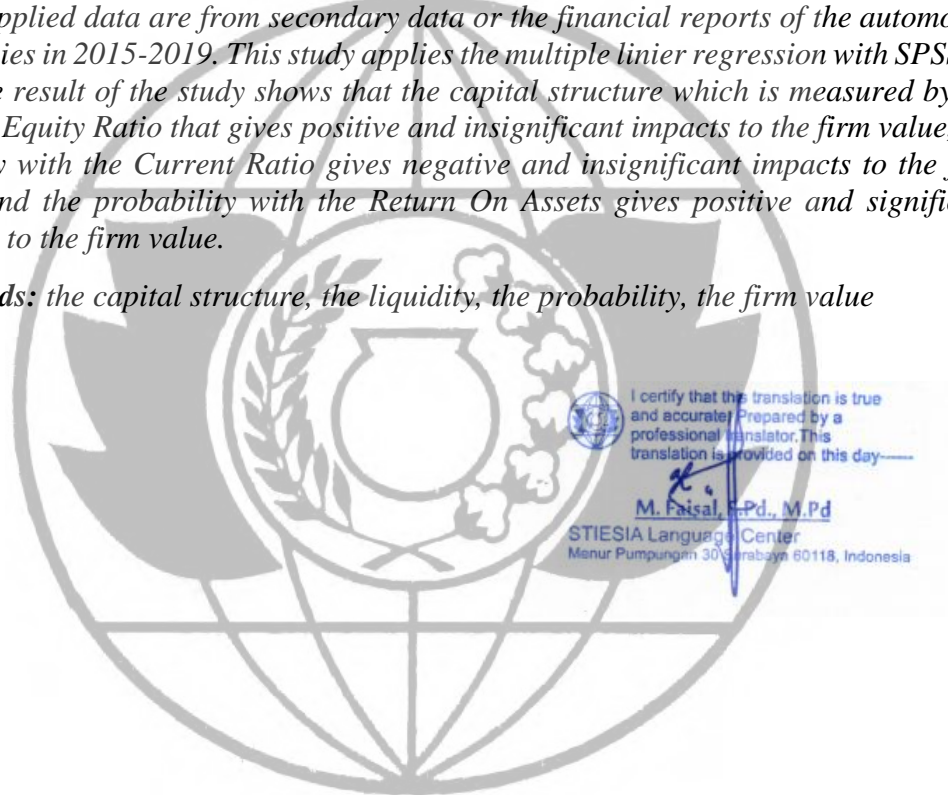 pplied data are from secondary data or the financial reports of the automo
ies in 2015-2019. This study applies the multiple linier regression with SPS
e result of the study shows that the capital structure which is measured by
Equity Ratio that gives positive and insignificant impacts to the firm value
y with the Current Ratio gives negative and insignificant impacts to the
nd the probability with the Return On Assets gives positive and signific
to the firm value.
ds: the capital structure, the liquidity, the probability, the firm value
I certify that this translation is true
and accurate, Prepared by a
professional translator.This
translation is provided on this day------
M. Faisal, S.Pd., M.Pd
STIESIA Language Center
Menur Pumpungan 30 Surabaya 60118, Indonesia